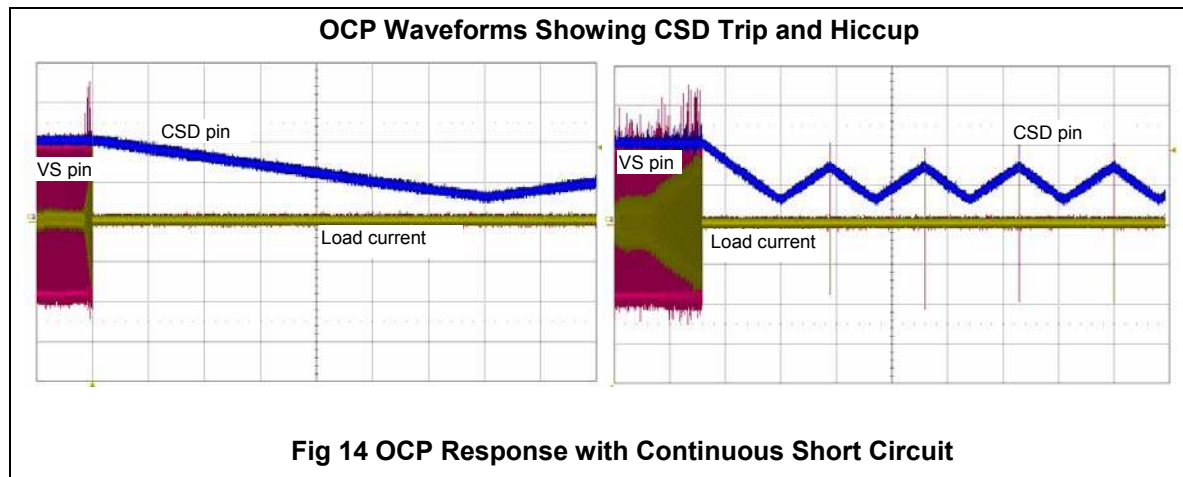 OCP Waveforms Showing CSD Trip and Hiccup
CSD pin
VS pin
Load current
CSD pin
VS pin
Load current
Fig 14 OCP Response with Continuous Short Circuit